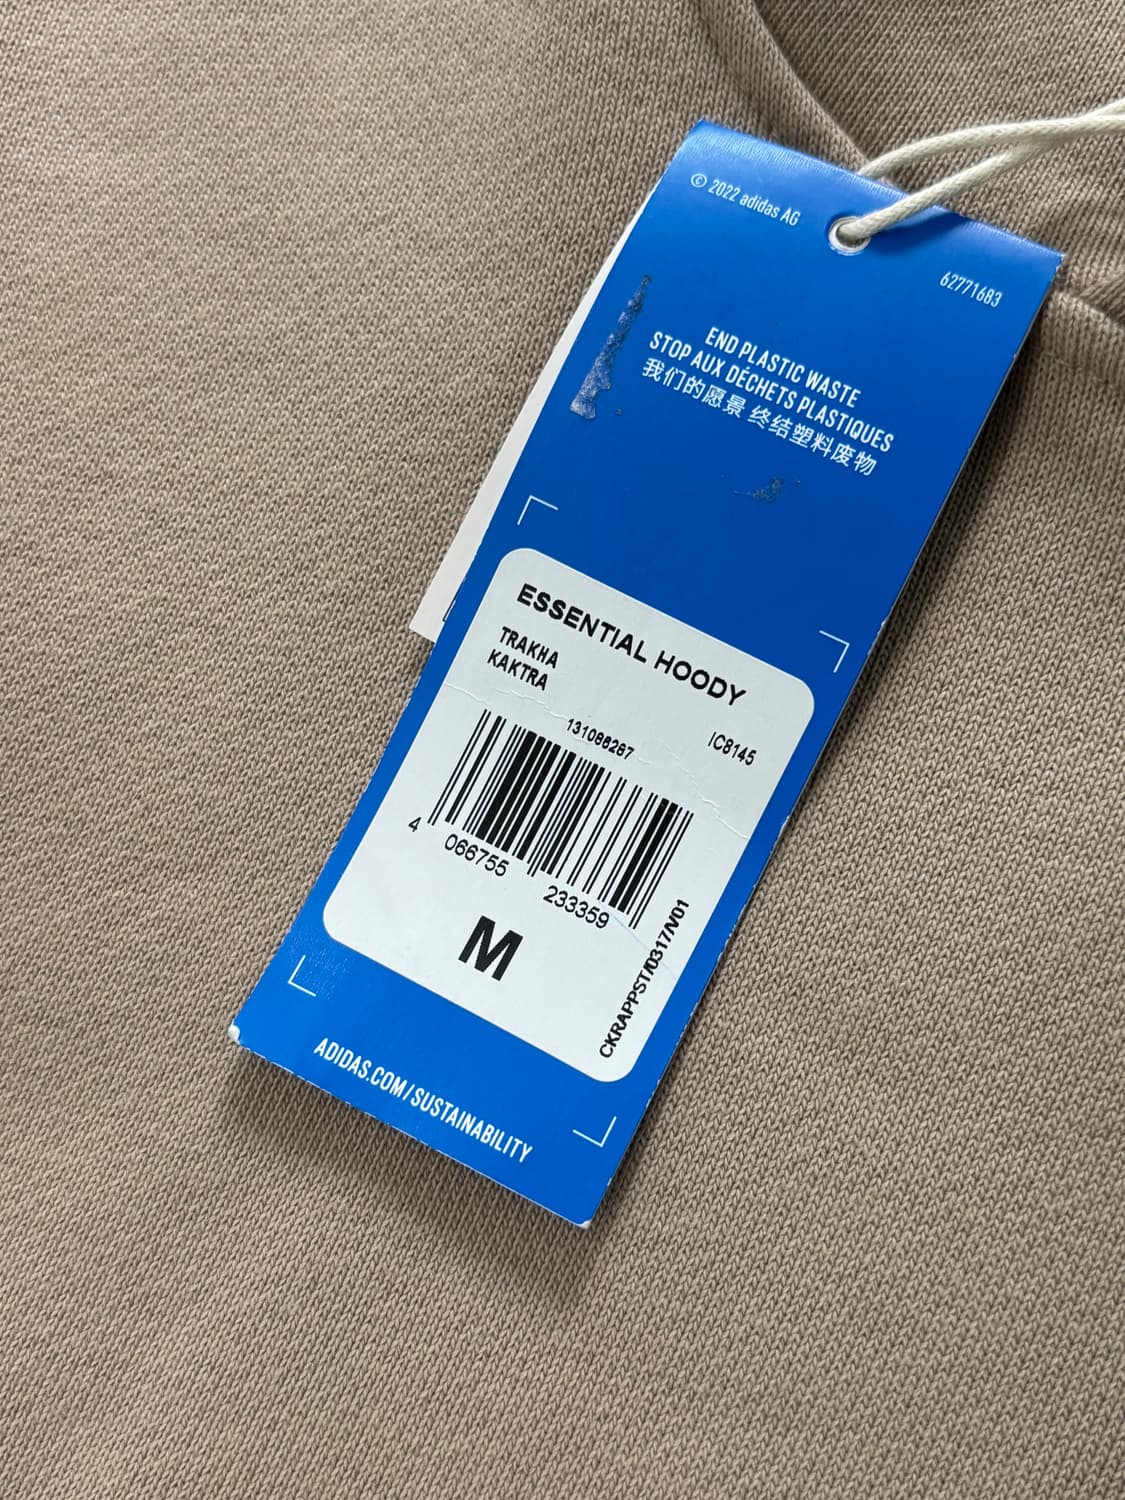 © 2022 adidas AG
62771683
END PLASTIC WASTE
STOP AUX DÉCHETS PLASTIQUES
我们的愿景 终结塑料废物
ESSENTIAL HOODY
TRAKHA
KAKTRA
131086287
IC8145
4 066755 233359
M
CKRAPPST/0317/V01
ADIDAS.COM/SUSTAINABILITY